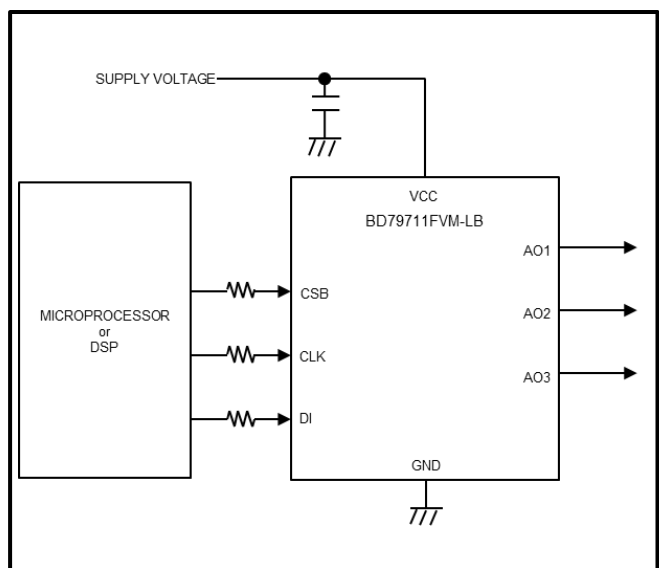 SUPPLY VOLTAGE
VCC
BD79711FVM-LB
AO1
CSB
MICROPROCESSOR
or
DSP
AO2
CLK
AO3
DI
GND